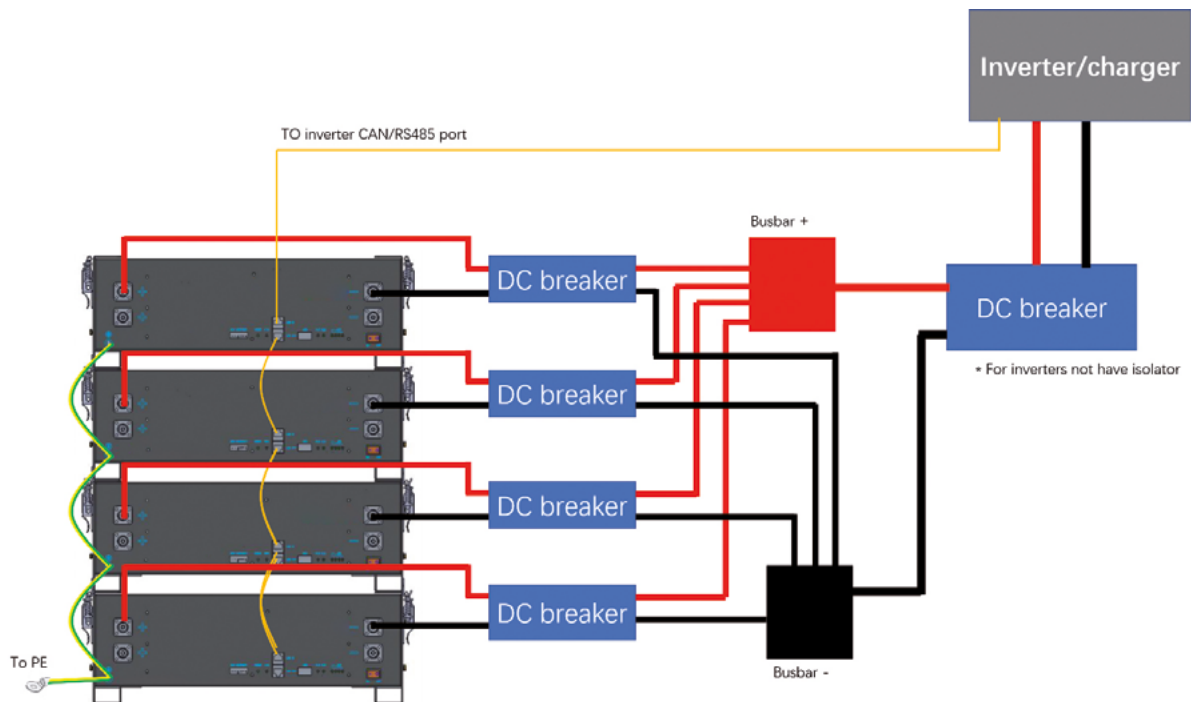 Inverter/charger
TO inverter CAN/RS485 port
Busbar +
DC breaker
DC breaker
* For inverters not have isolator
DC breaker
DC breaker
DC breaker
To PE
Busbar -